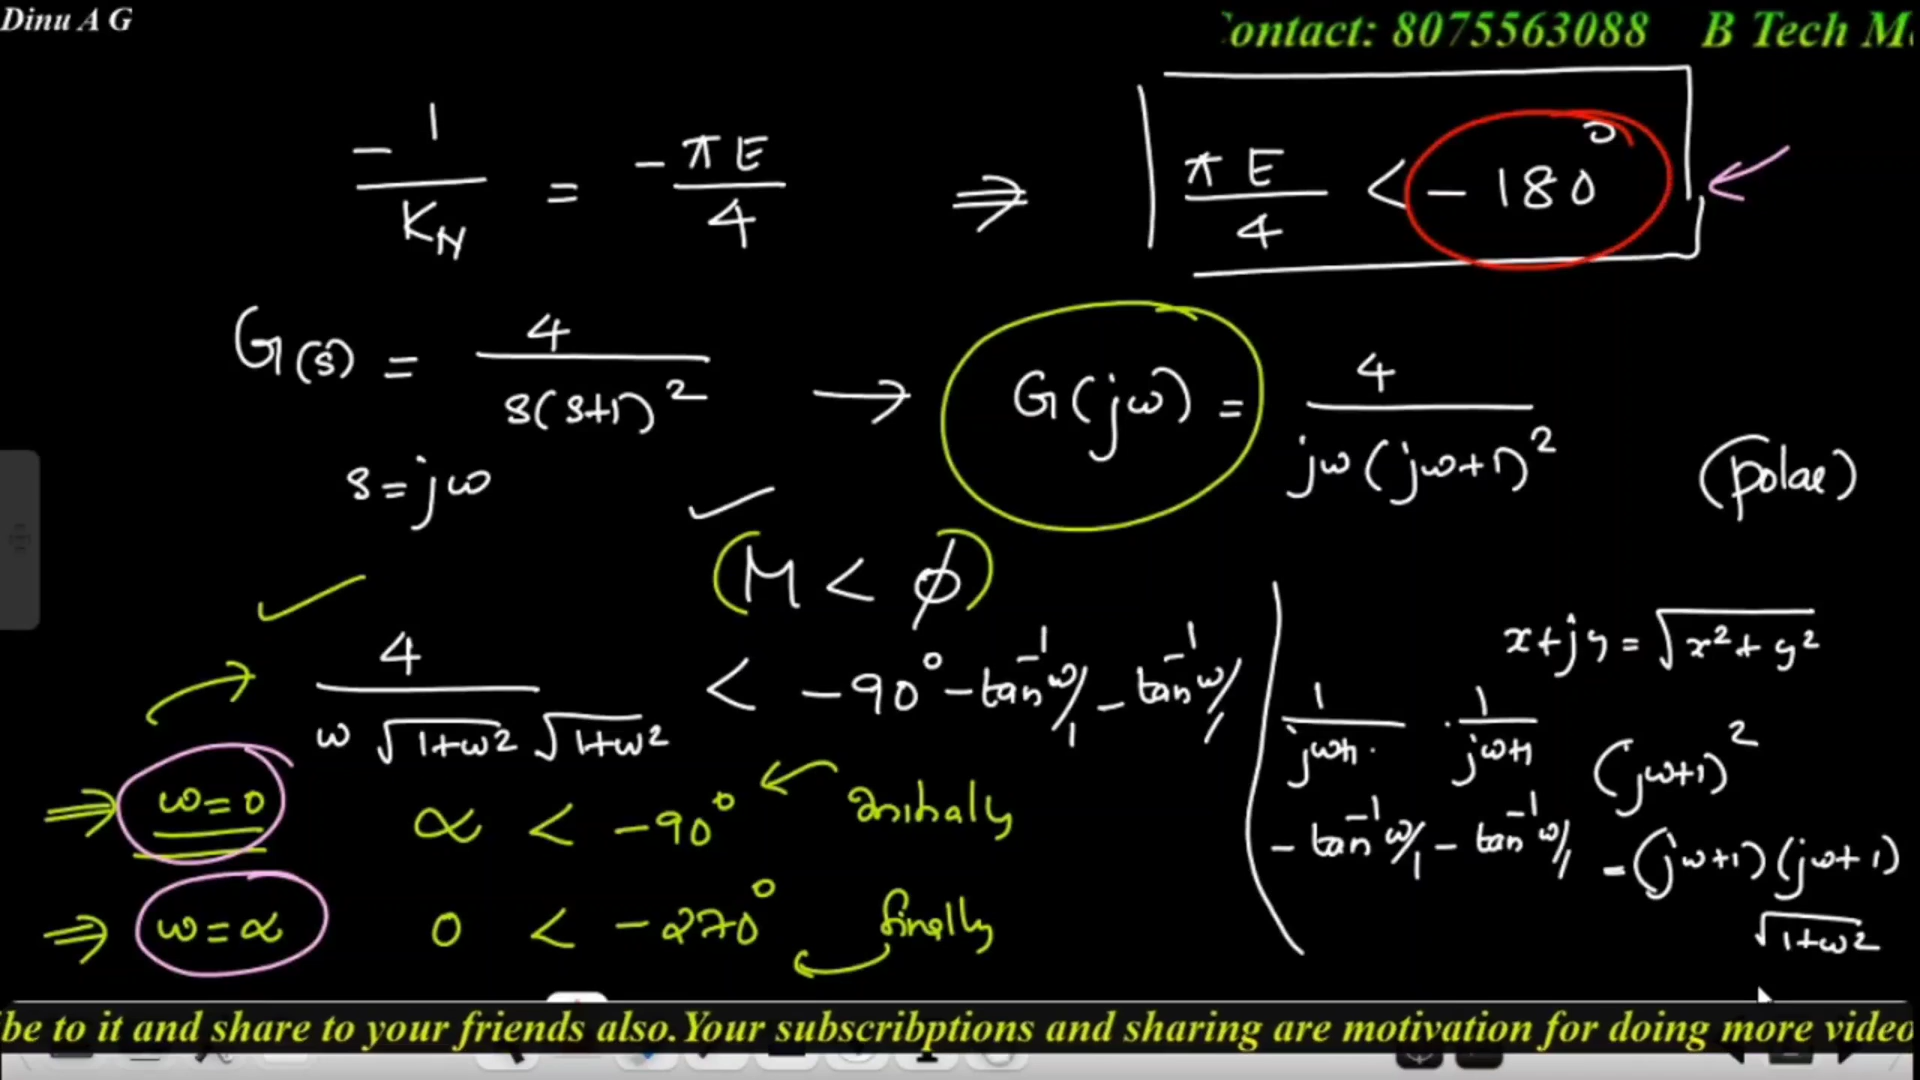 Dinu A G
Contact: 8075563088 B Tech M
-1/K_N = -πE/4 ⇒ πE/4 < -180°
G(s) = 4/s(s+1)² → G(jω) = 4/jω(jω+1)²
(polar)
s=jω
(M < φ)
4/ω√1+ω² √1+ω² < -90° - tan⁻¹ω/1 - tan⁻¹ω/1
x+jy = √x²+y²
1/jω+1 · 1/jω+1 (jω+1)²
⇒ ω=0 α < -90° initially
-tan⁻¹ω/1 - tan⁻¹ω/1 = (jω+1)(jω+1)
⇒ ω=α 0 < -270° finally
√1+ω²
be to it and share to your friends also.Your subscribptions and sharing are motivation for doing more video